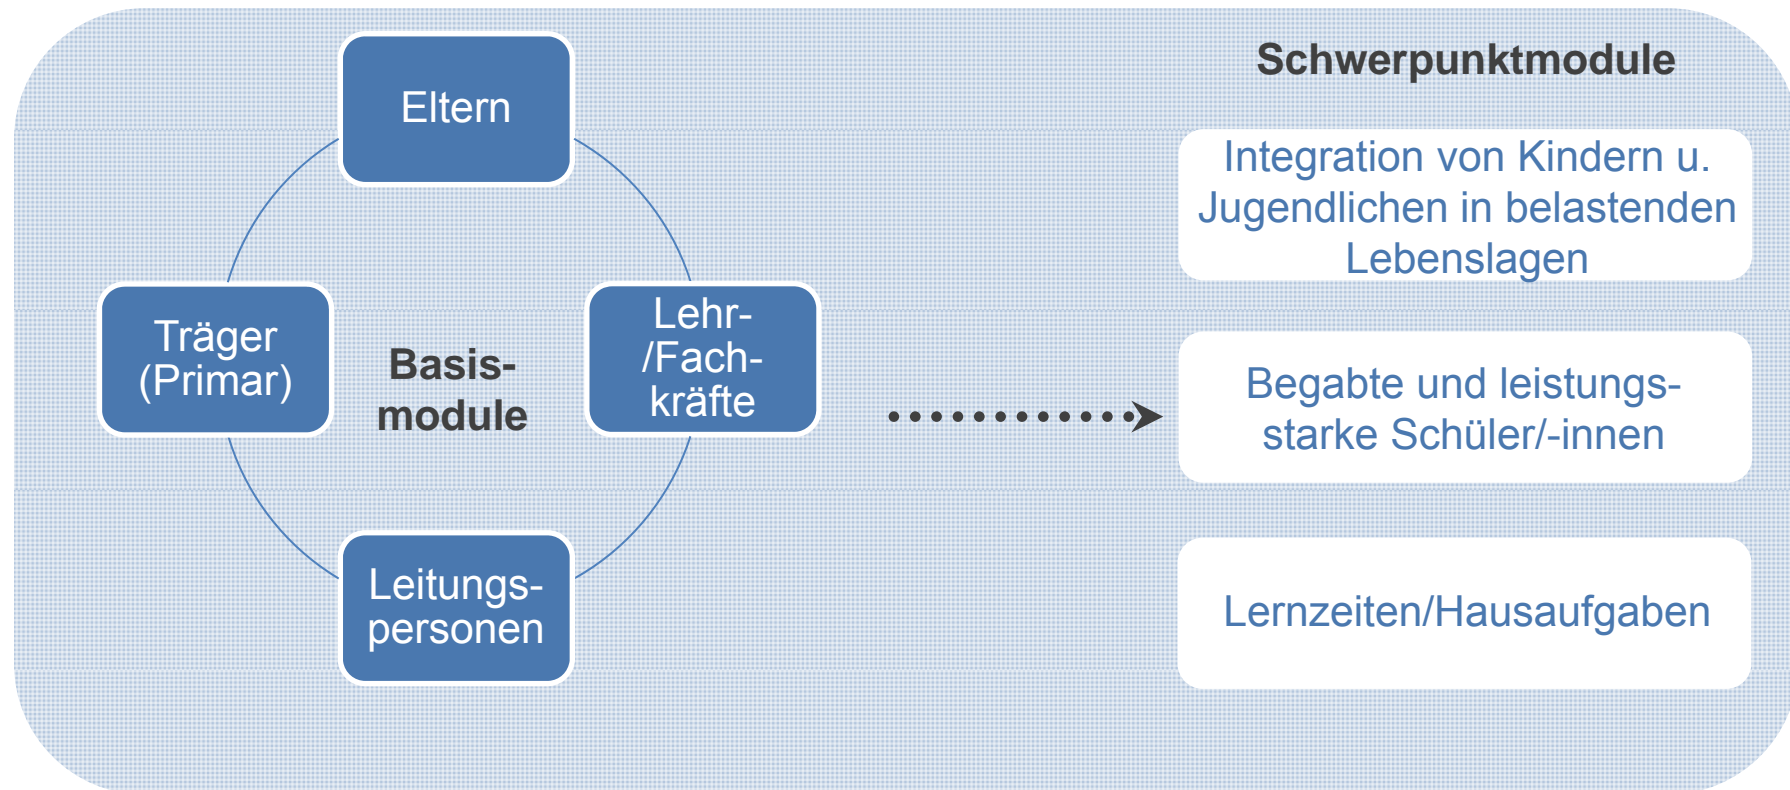 Eltern
Träger
(Primar)
Basis-
module
Lehr-
/Fach-
kräfte
Leitungs-
personen
Schwerpunktmodule
Integration von Kindern u.
Jugendlichen in belastenden
Lebenslagen
Begabte und leistungs-
starke Schüler/-innen
Lernzeiten/Hausaufgaben